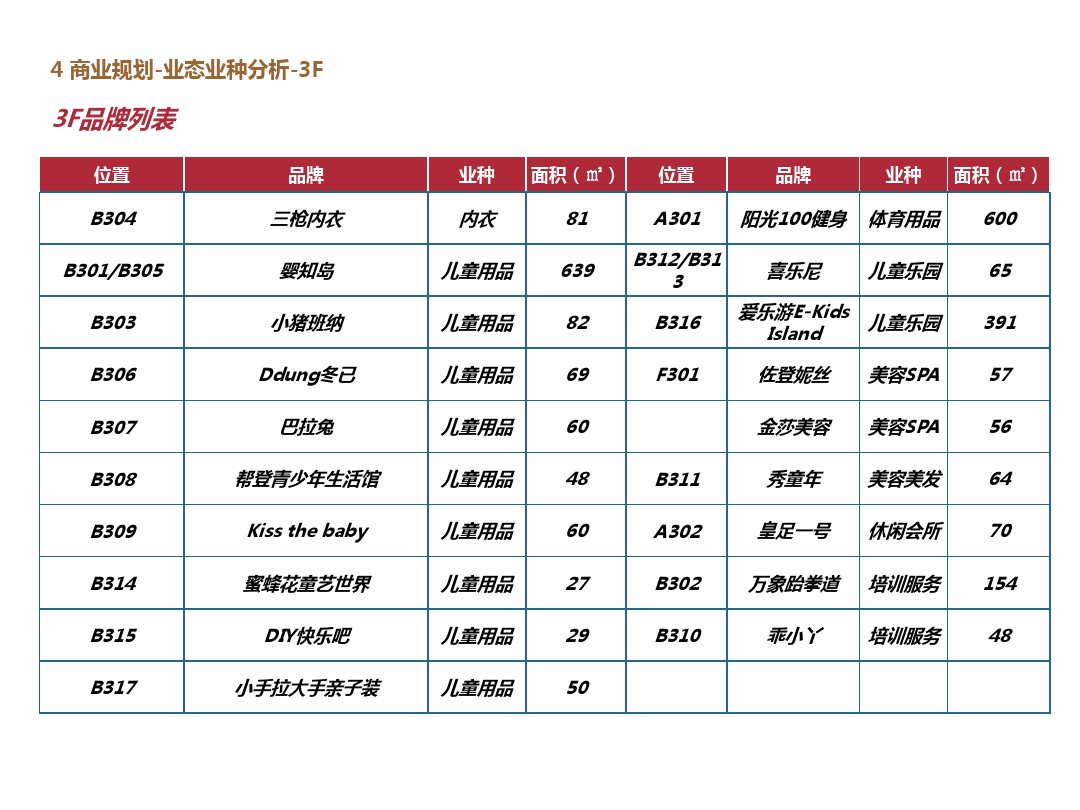 4 商业规划-业态业种分析-3F
3F品牌列表
位置 品牌 业种 面积（㎡） 位置 品牌 业种 面积（㎡）
B304 三枪内衣 内衣 81 A301 阳光100健身 体育用品 600
B301/B305 婴知岛 儿童用品 639 B312/B313 喜乐尼 儿童乐园 65
B303 小猪班纳 儿童用品 82 B316 爱乐游E-Kids Island 儿童乐园 391
B306 Ddung冬己 儿童用品 69 F301 佐登妮丝 美容SPA 57
B307 巴拉兔 儿童用品 60 金莎美容 美容SPA 56
B308 帮登青少年生活馆 儿童用品 48 B311 秀童年 美容美发 64
B309 Kiss the baby 儿童用品 60 A302 皇足一号 休闲会所 70
B314 蜜蜂花童艺世界 儿童用品 27 B302 万象跆拳道 培训服务 154
B315 DIY快乐吧 儿童用品 29 B310 乖小丫 培训服务 48
B317 小手拉大手亲子装 儿童用品 50